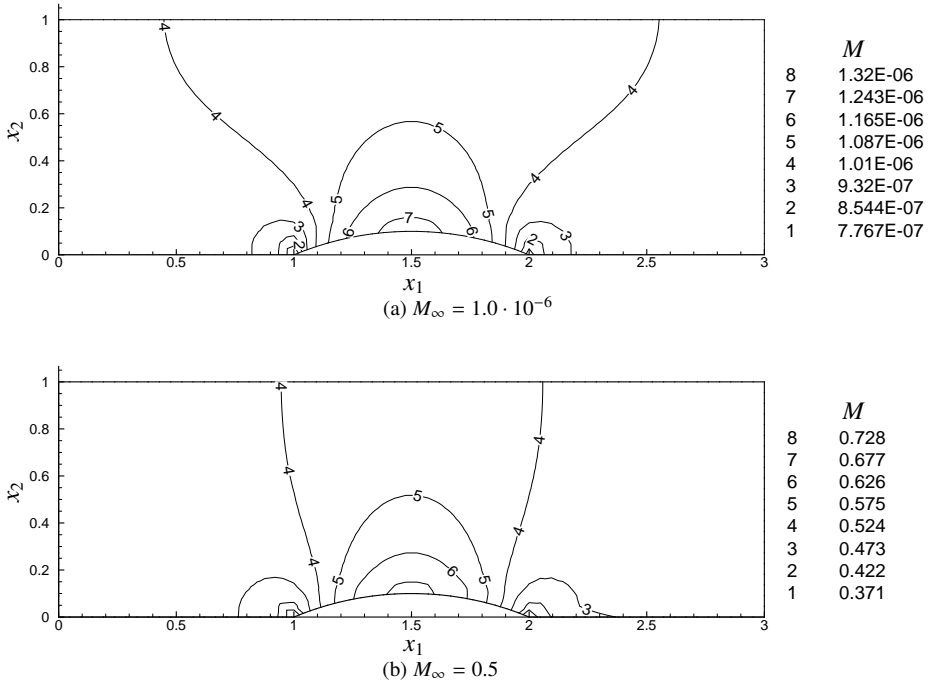 1
0.8
0.6
0.4
0.2
0
x₂
0 0.5 1 1.5 2 2.5 3
x₁
4 4 4 4
4 4
5 5 5
6 6
7
3 2 2 3
M
8 1.32E-06
7 1.243E-06
6 1.165E-06
5 1.087E-06
4 1.01E-06
3 9.32E-07
2 8.544E-07
1 7.767E-07
(a) M∞ = 1.0 · 10⁻⁶
1
0.8
0.6
0.4
0.2
0
x₂
0 0.5 1 1.5 2 2.5 3
x₁
4 4 4
4 4
5 5 5
6
3
M
8 0.728
7 0.677
6 0.626
5 0.575
4 0.524
3 0.473
2 0.422
1 0.371
(b) M∞ = 0.5